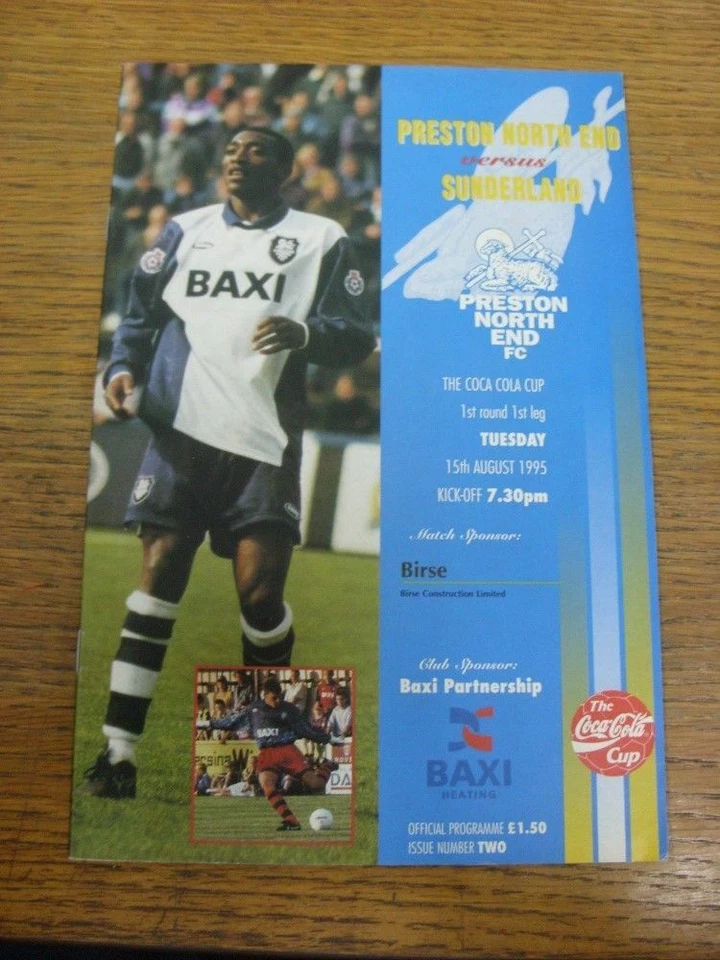 PRESTON NORTH END
versus
SUNDERLAND
PRESTON
NORTH
END
FC
THE COCA COLA CUP
1st round 1st leg
TUESDAY
15th AUGUST 1995
KICK-OFF 7.30pm
Match Sponsor:
Birse
Birse Construction Limited
Club Sponsor:
Baxi Partnership
BAXI
HEATING
OFFICIAL PROGRAMME £1.50
ISSUE NUMBER TWO
The
Coca-Cola
Cup
BAXI
BAXI